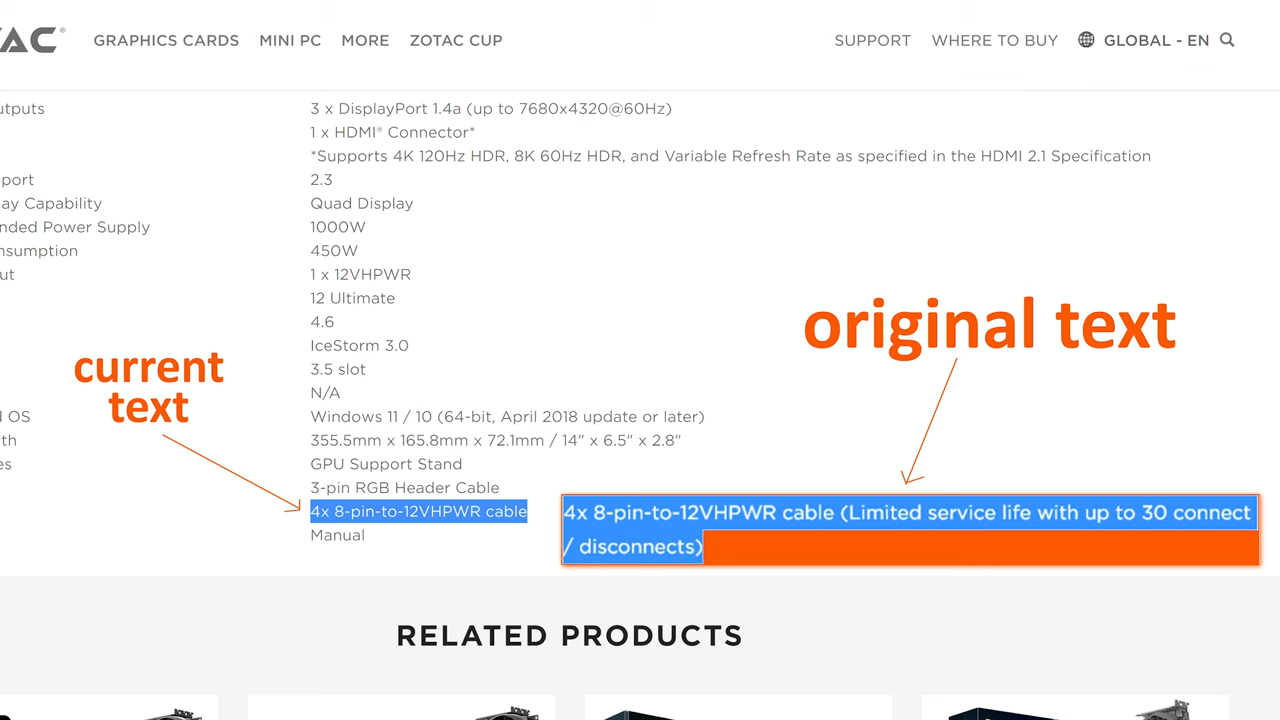 GRAPHICS CARDS MINI PC MORE ZOTAC CUP SUPPORT WHERE TO BUY GLOBAL - EN
3 x DisplayPort 1.4a (up to 7680x4320@60Hz)
1 x HDMI® Connector*
*Supports 4K 120Hz HDR, 8K 60Hz HDR, and Variable Refresh Rate as specified in the HDMI 2.1 Specification
port 2.3
ay Capability Quad Display
nded Power Supply 1000W
nsumption 450W
ut 1 x 12VHPWR
12 Ultimate
4.6
IceStorm 3.0
3.5 slot
N/A
d OS Windows 11 / 10 (64-bit, April 2018 update or later)
th 355.5mm x 165.8mm x 72.1mm / 14" x 6.5" x 2.8"
es GPU Support Stand
3-pin RGB Header Cable
4x 8-pin-to-12VHPWR cable
Manual
current
text
original text
4x 8-pin-to-12VHPWR cable (Limited service life with up to 30 connect
/ disconnects)
RELATED PRODUCTS